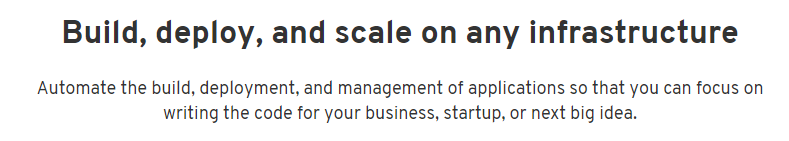 Build, deploy, and scale on any infrastructure
Automate the build, deployment, and management of applications so that you can focus on
writing the code for your business, startup, or next big idea.